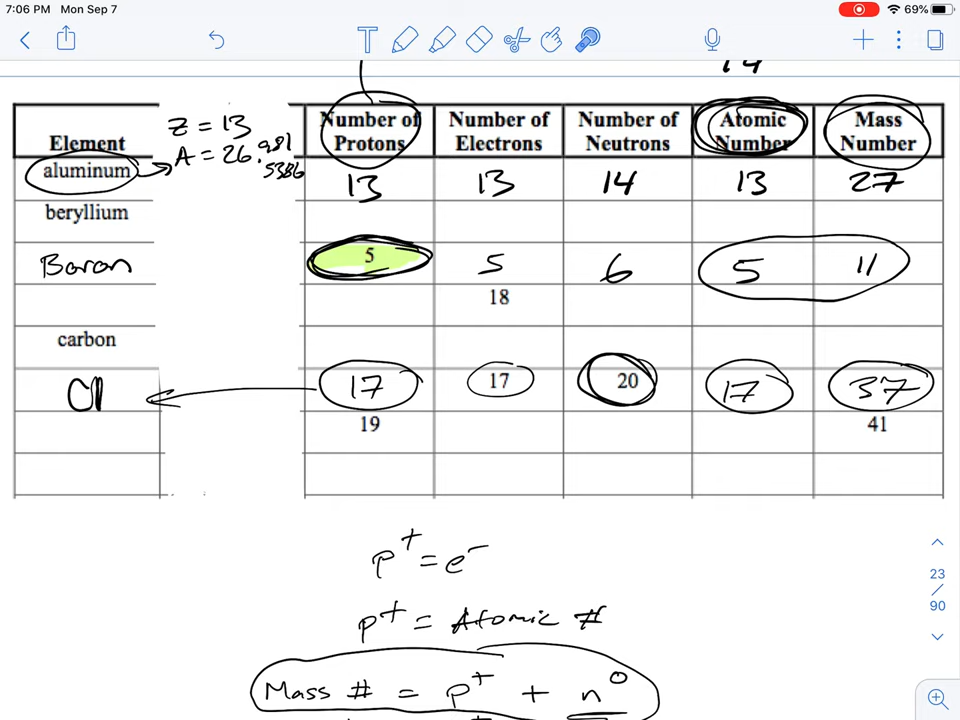 7:06 PM Mon Sep 7 69%
14
Element Number of Protons Number of Electrons Number of Neutrons Atomic Number Mass Number
Z = 13
A = 26.981
5386
aluminum 13 13 14 13 27
beryllium
Boron 5 5 6 5 11
18
carbon
Cl 17 17 20 17 37
19 41
p+ = e-
p+ = Atomic #
Mass # = p+ + n0
23
/
90